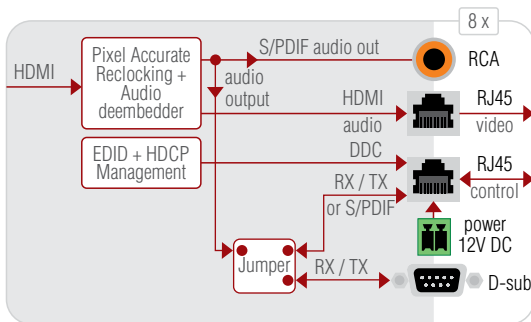 8 x
S/PDIF audio out
RCA
HDMI
Pixel Accurate
Reclocking +
Audio
deembedder
audio
output
HDMI
audio
RJ45
video
EDID + HDCP
Management
DDC
RJ45
control
RX / TX
or S/PDIF
power
12V DC
Jumper
RX / TX
D-sub